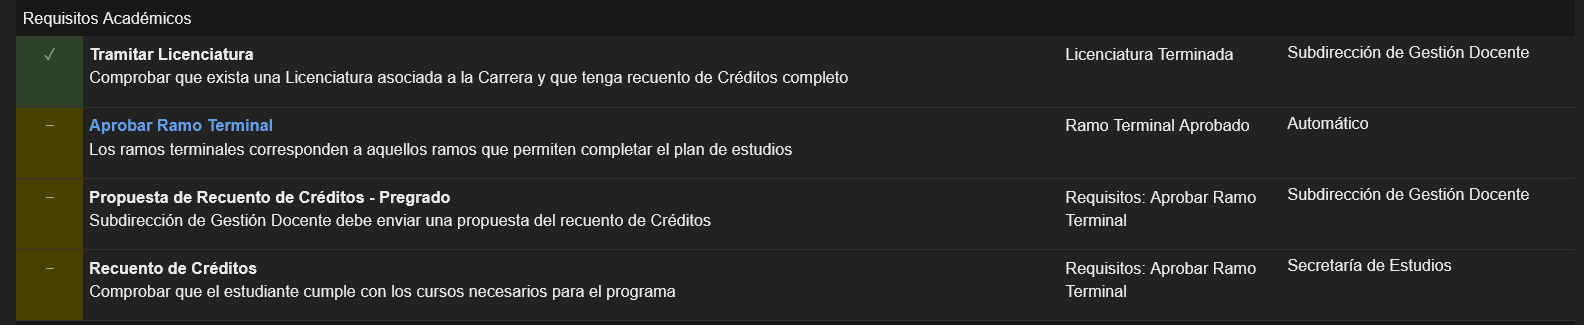 Requisitos Académicos
✓ Tramitar Licenciatura Licenciatura Terminada Subdirección de Gestión Docente
Comprobar que exista una Licenciatura asociada a la Carrera y que tenga recuento de Créditos completo
– Aprobar Ramo Terminal Ramo Terminal Aprobado Automático
Los ramos terminales corresponden a aquellos ramos que permiten completar el plan de estudios
– Propuesta de Recuento de Créditos - Pregrado Requisitos: Aprobar Ramo Subdirección de Gestión Docente
Subdirección de Gestión Docente debe enviar una propuesta del recuento de Créditos Terminal
– Recuento de Créditos Requisitos: Aprobar Ramo Secretaría de Estudios
Comprobar que el estudiante cumple con los cursos necesarios para el programa Terminal